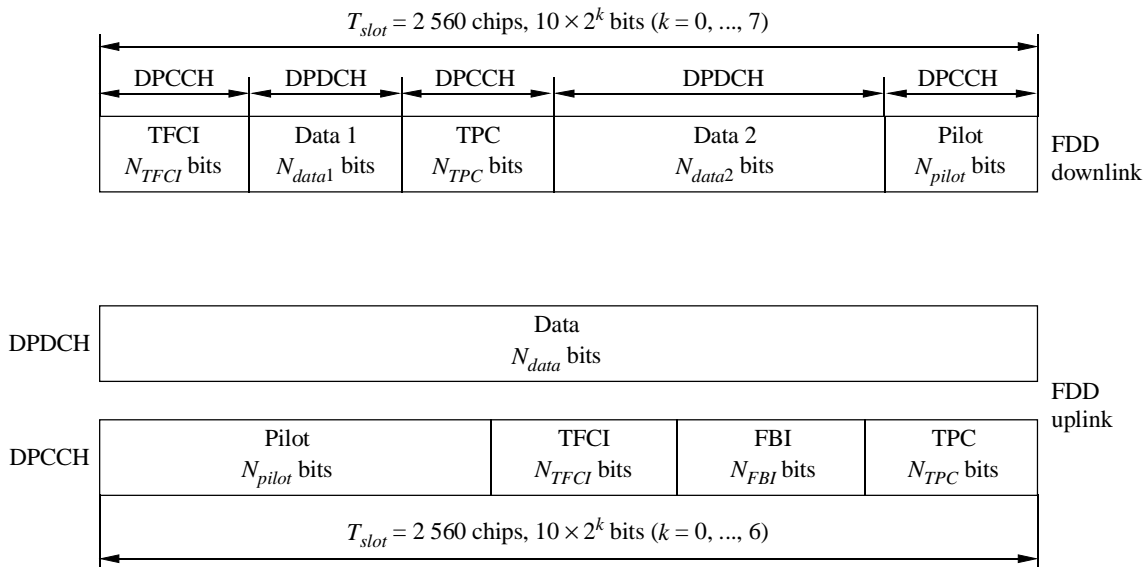 T_slot = 2 560 chips, 10 × 2^k bits (k = 0, ..., 7)
DPCCH DPDCH DPCCH DPDCH DPCCH
TFCI Data 1 TPC Data 2 Pilot
N_TFCI bits N_data1 bits N_TPC bits N_data2 bits N_pilot bits
FDD
downlink
DPDCH
Data
N_data bits
FDD
uplink
DPCCH
Pilot TFCI FBI TPC
N_pilot bits N_TFCI bits N_FBI bits N_TPC bits
T_slot = 2 560 chips, 10 × 2^k bits (k = 0, ..., 6)